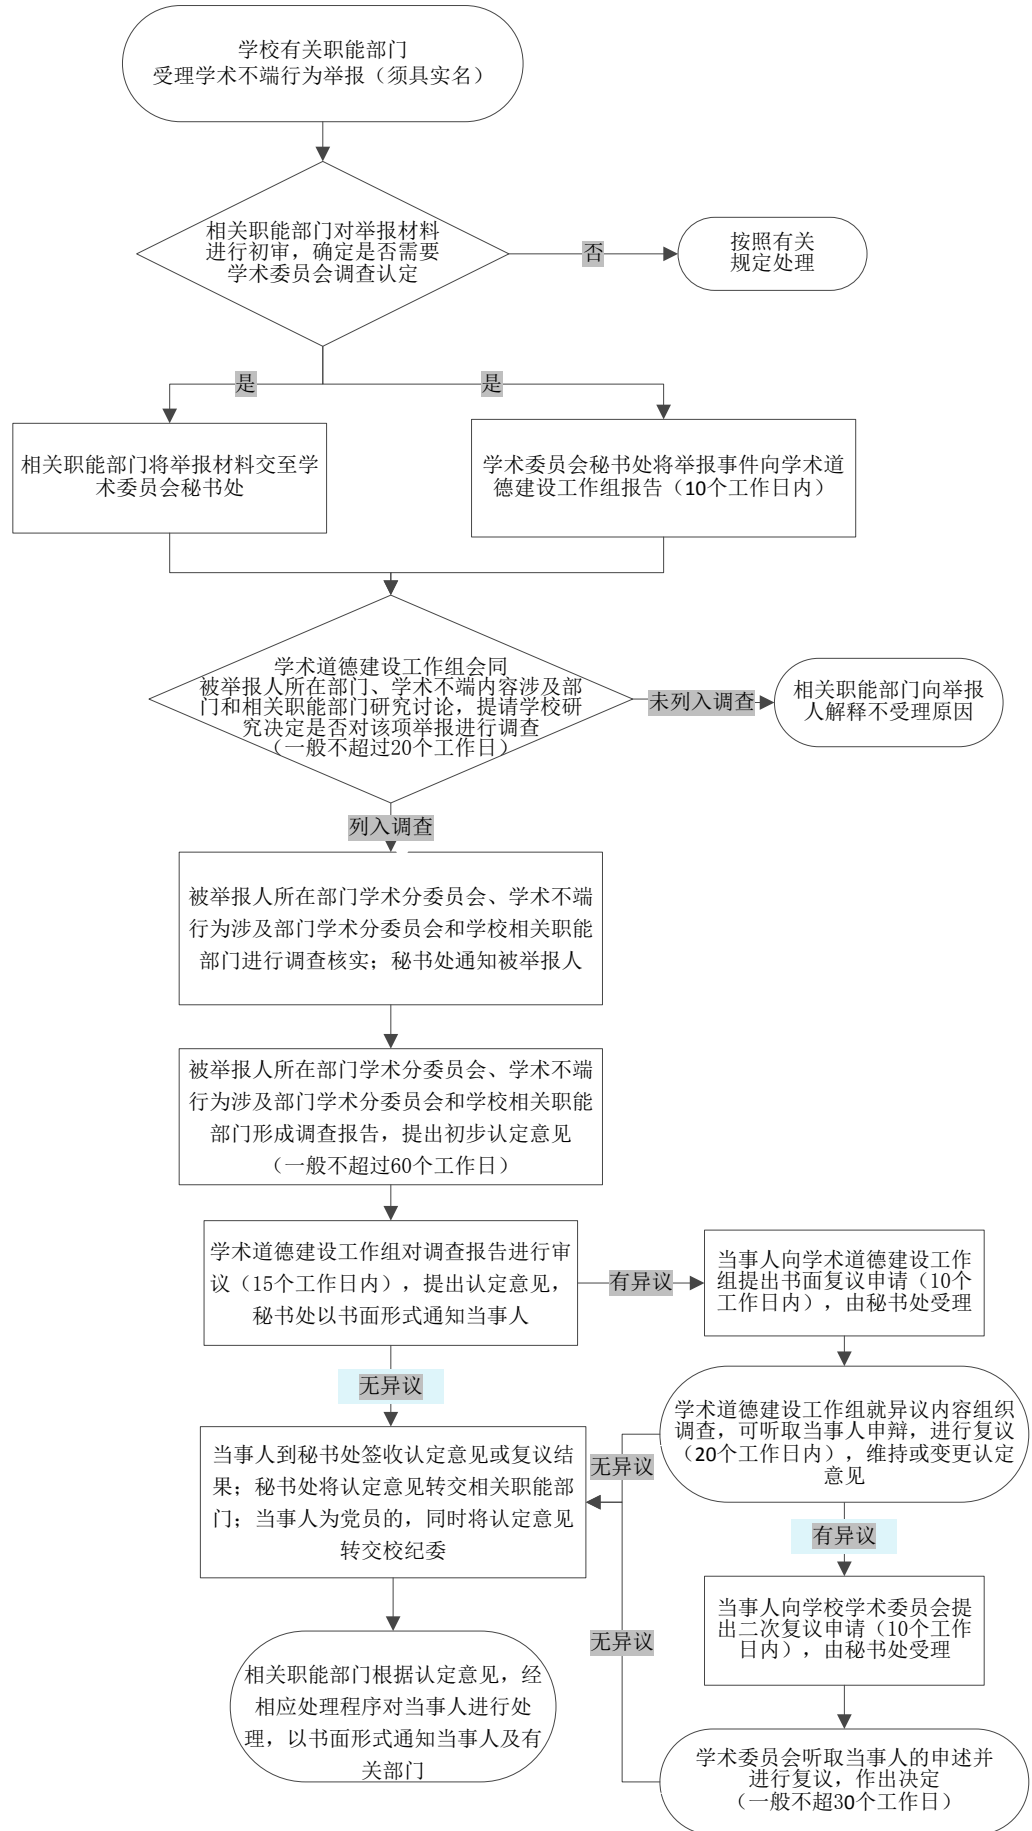 学校有关职能部门
受理学术不端行为举报（须具实名）
相关职能部门对举报材料
进行初审，确定是否需要
学术委员会调查认定
否
按照有关
规定处理
是
是
相关职能部门将举报材料交至学
术委员会秘书处
学术委员会秘书处将举报事件向学术道
德建设工作组报告（10个工作日内）
学术道德建设工作组会同
被举报人所在部门、学术不端内容涉及部
门和相关职能部门研究讨论，提请学校研
究决定是否对该项举报进行调查
（一般不超过20个工作日）
未列入调查
相关职能部门向举报
人解释不受理原因
列入调查
被举报人所在部门学术分委员会、学术不端
行为涉及部门学术分委员会和学校相关职能
部门进行调查核实；秘书处通知被举报人
被举报人所在部门学术分委员会、学术不端
行为涉及部门学术分委员会和学校相关职能
部门形成调查报告，提出初步认定意见
（一般不超过60个工作日）
学术道德建设工作组对调查报告进行审
议（15个工作日内），提出认定意见，
秘书处以书面形式通知当事人
有异议
当事人向学术道德建设工作
组提出书面复议申请（10个
工作日内），由秘书处受理
无异议
学术道德建设工作组就异议内容组织
调查，可听取当事人申辩，进行复议
（20个工作日内），维持或变更认定
意见
无异议
当事人到秘书处签收认定意见或复议结
果；秘书处将认定意见转交相关职能部
门；当事人为党员的，同时将认定意见
转交校纪委
有异议
当事人向学校学术委员会提
出二次复议申请（10个工作
日内），由秘书处受理
无异议
相关职能部门根据认定意见，经
相应处理程序对当事人进行处
理，以书面形式通知当事人及有
关部门
学术委员会听取当事人的申述并
进行复议，作出决定
（一般不超30个工作日）